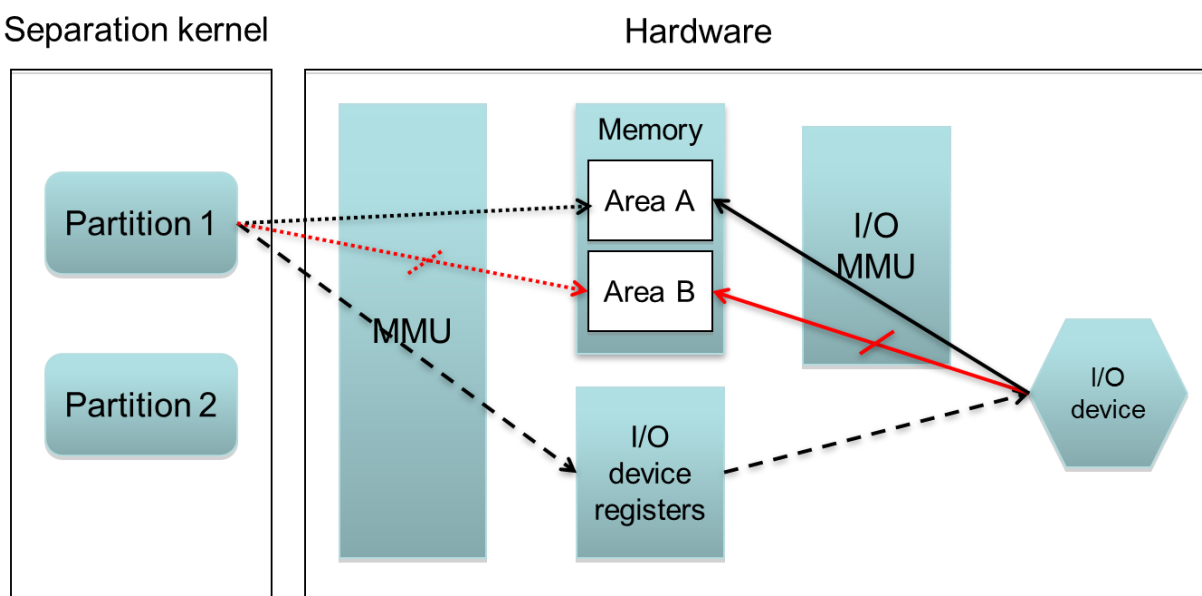 Separation kernel
Hardware
Partition 1
Partition 2
MMU
Memory
Area A
Area B
I/O
device
registers
I/O
MMU
I/O
device